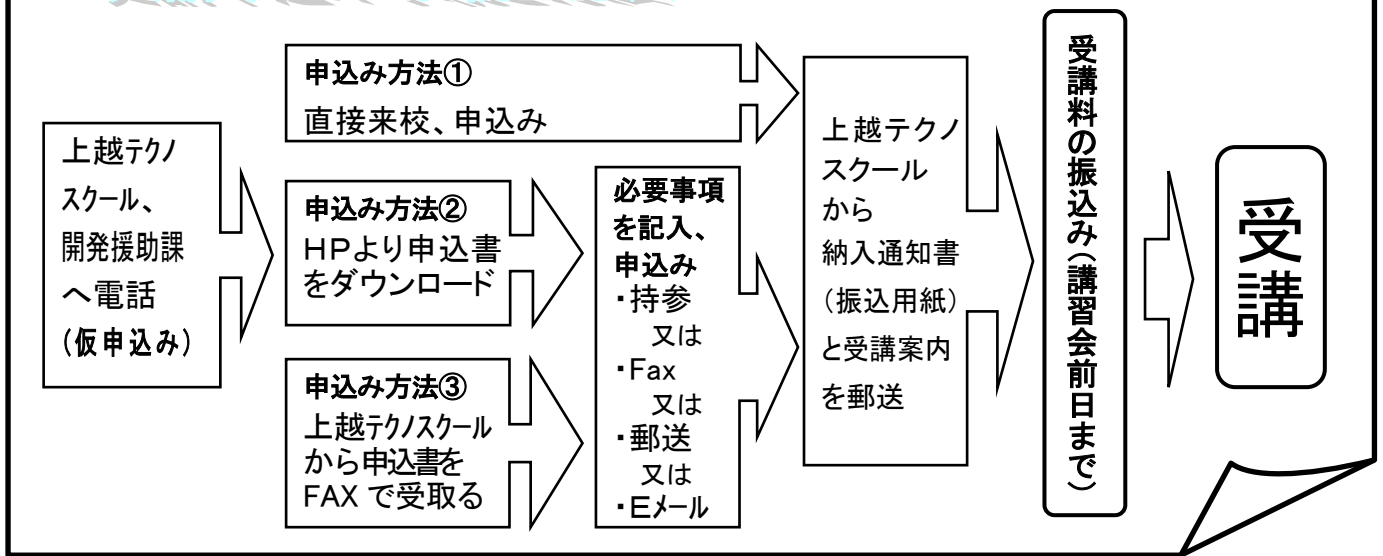 上越テクノ
スクール、
開発援助課
へ電話
(仮申込み)
申込み方法①
直接来校、申込み
申込み方法②
HPより申込書
をダウンロード
申込み方法③
上越テクノスクール
から申込書を
FAX で受取る
必要事項
を記入、
申込み
・持参
又は
・Fax
又は
・郵送
又は
・Eメール
上越テクノ
スクール
から
納入通知書
(振込用紙)
と受講案内
を郵送
受講料の振込み(講習会前日まで)
受講